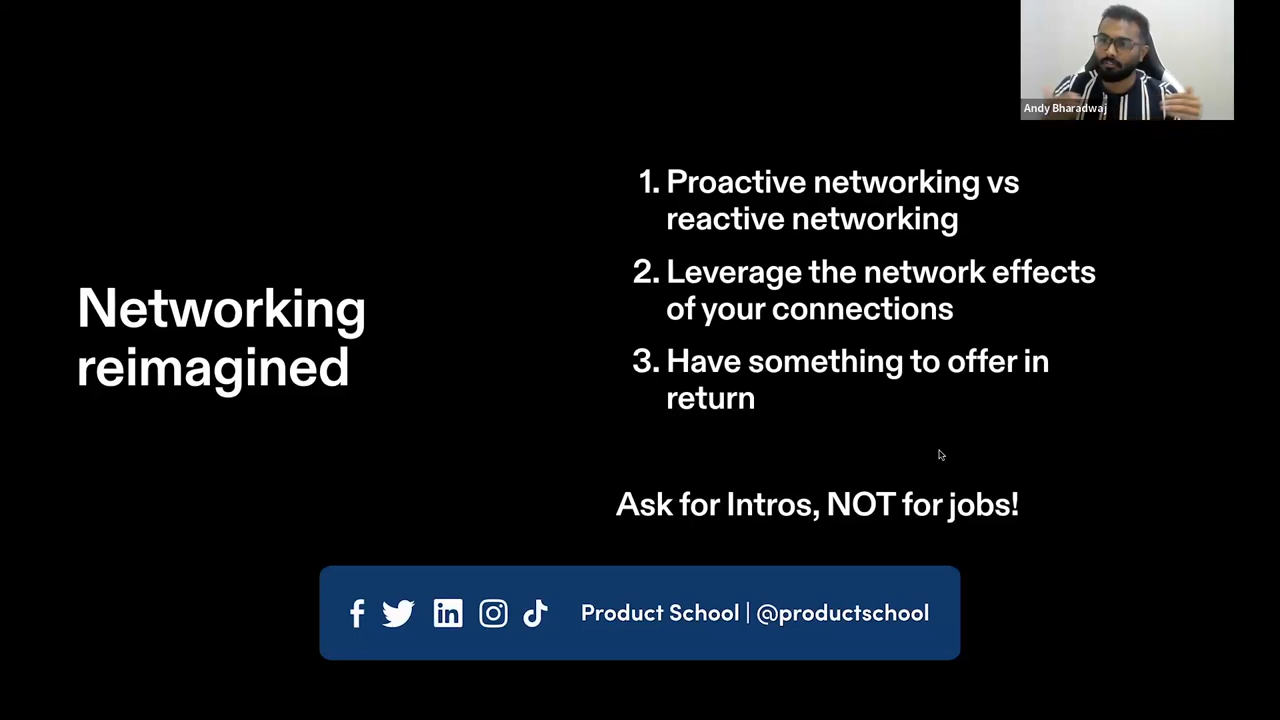 Andy Bharadwaj
Networking
reimagined
1. Proactive networking vs
reactive networking
2. Leverage the network effects
of your connections
3. Have something to offer in
return
Ask for Intros, NOT for jobs!
Product School | @productschool